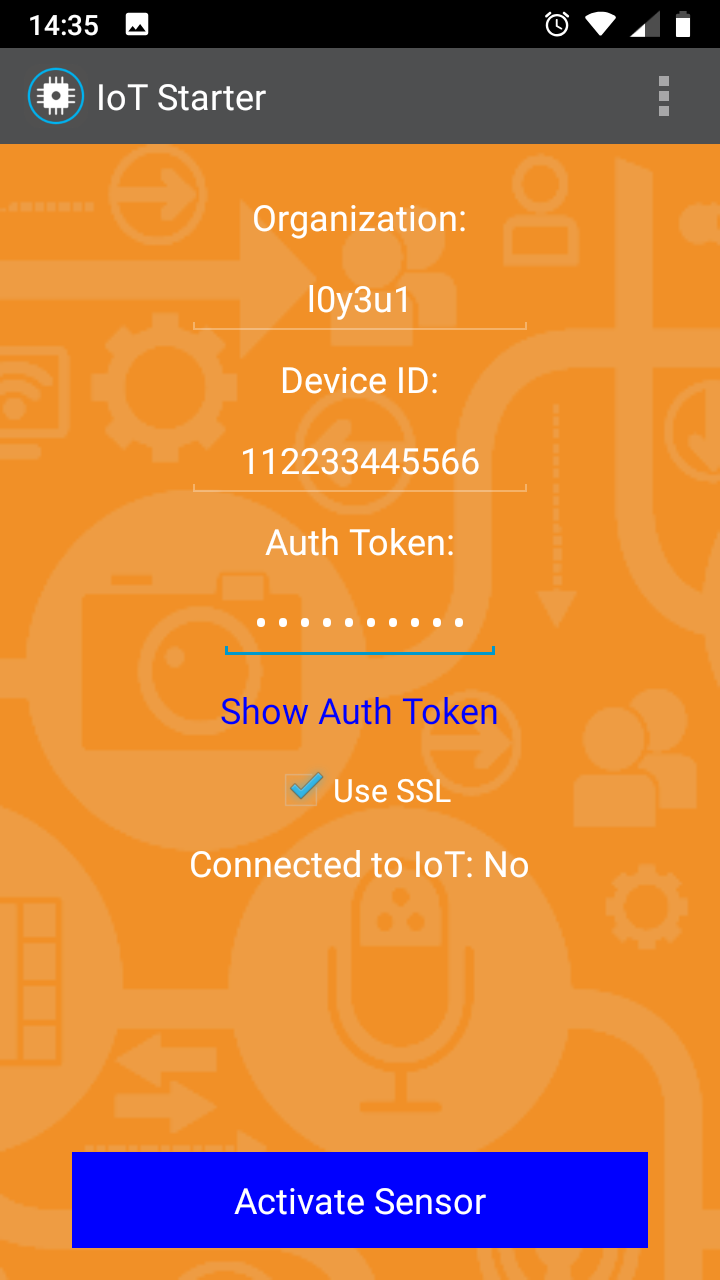 14:35
IoT Starter
Organization:
l0y3u1
Device ID:
112233445566
Auth Token:
••••••••••
Show Auth Token
Use SSL
Connected to IoT: No
Activate Sensor